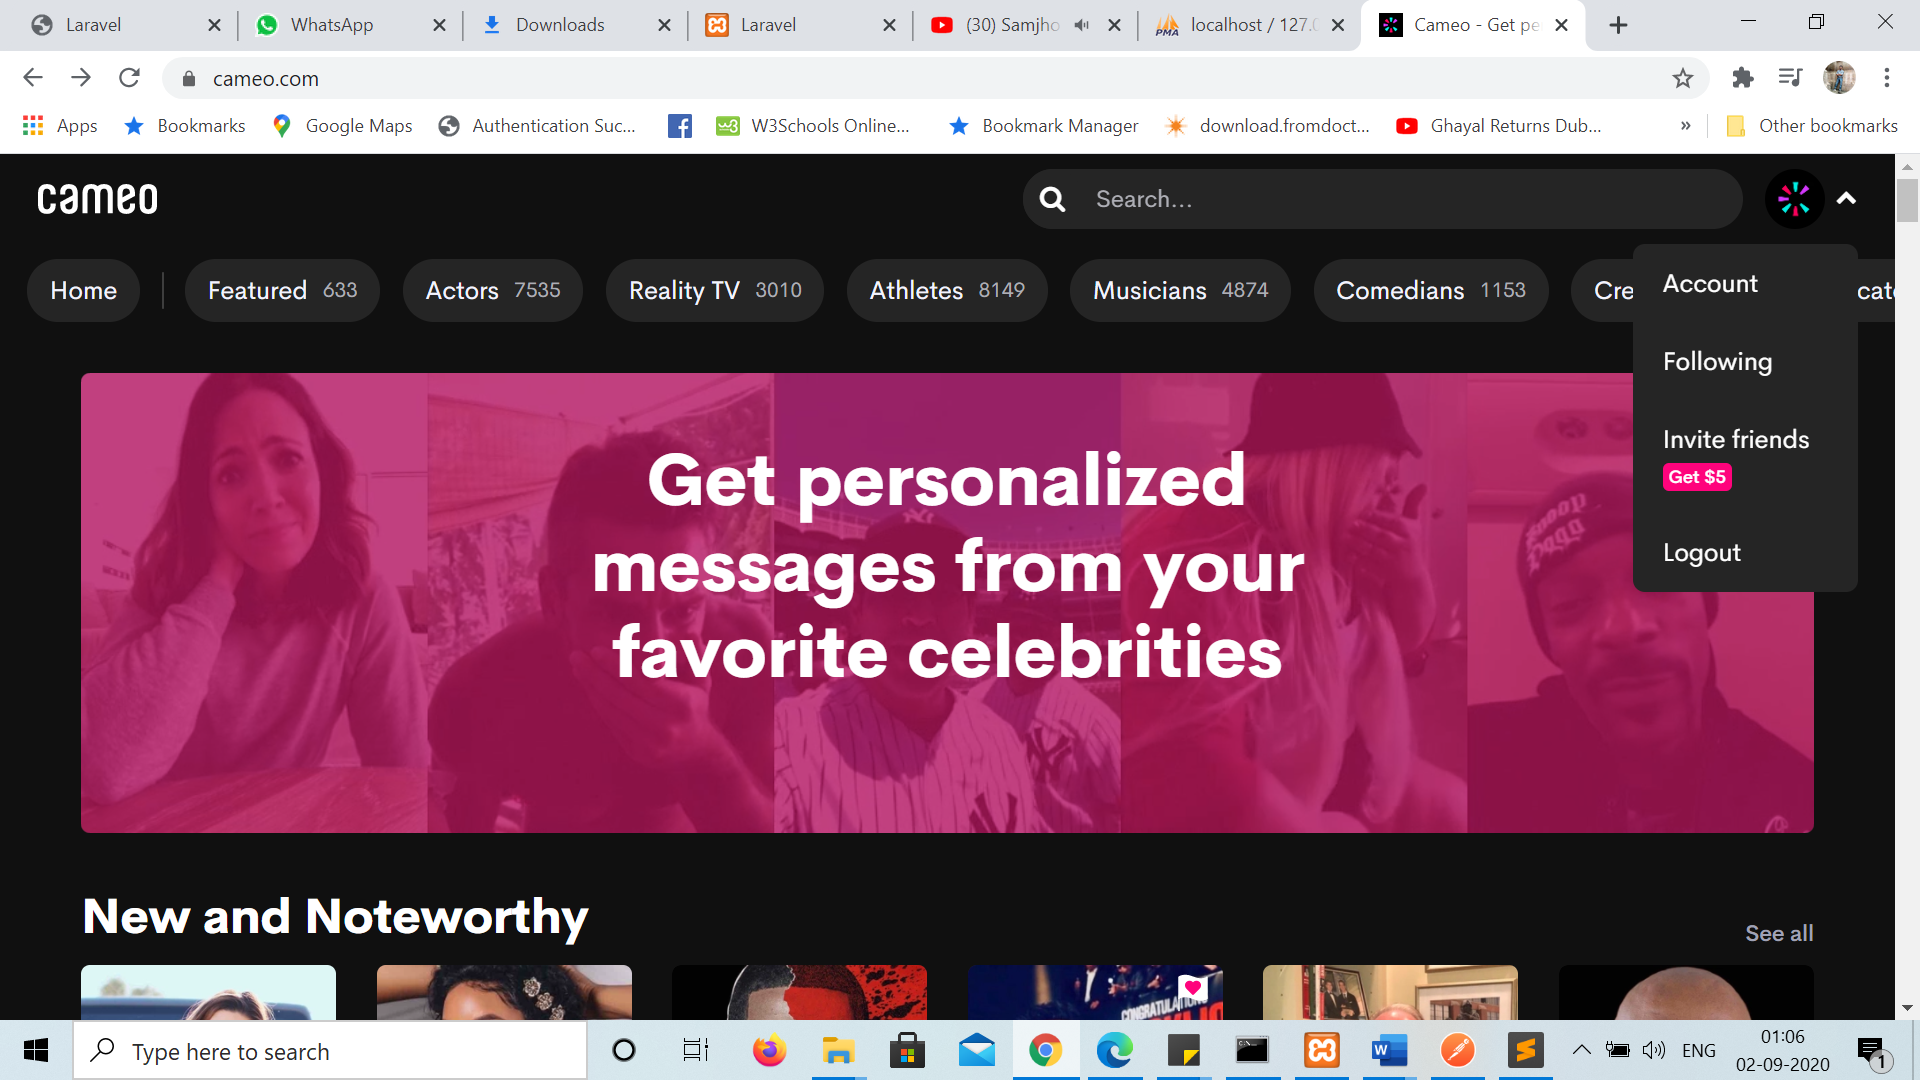 Laravel
WhatsApp
Downloads
Laravel
(30) Samjho
localhost / 127.0
Cameo - Get pe
cameo.com
Apps
Bookmarks
Google Maps
Authentication Suc...
W3Schools Online...
Bookmark Manager
download.fromdoct...
Ghayal Returns Dub...
»
Other bookmarks
cameo
Search...
Home
Featured 633
Actors 7535
Reality TV 3010
Athletes 8149
Musicians 4874
Comedians 1153
Cre
cate
Account
Following
Invite friends
Get $5
Logout
Get personalized
messages from your
favorite celebrities
New and Noteworthy
See all
CONGRATULATIONS
Type here to search
ENG
01:06
02-09-2020
1